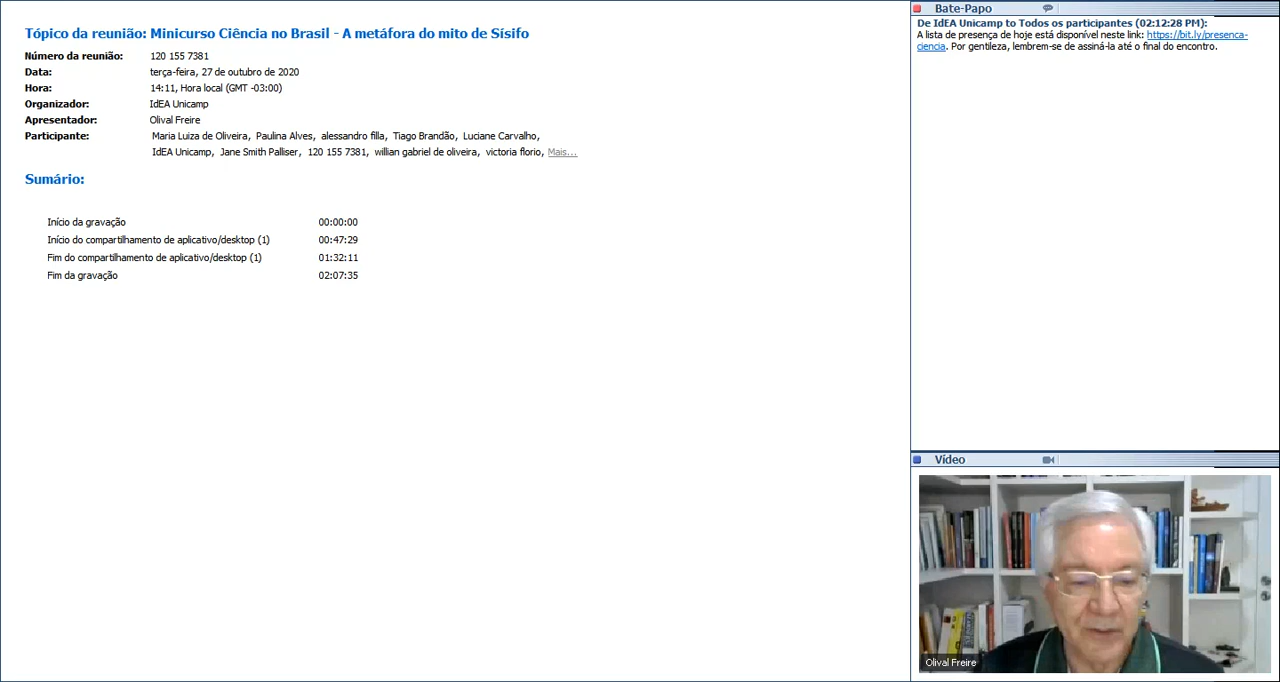 Tópico da reunião: Minicurso Ciência no Brasil - A metáfora do mito de Sísifo
Número da reunião: 120 155 7381
Data: terça-feira, 27 de outubro de 2020
Hora: 14:11, Hora local (GMT -03:00)
Organizador: IdEA Unicamp
Apresentador: Olival Freire
Participante: Maria Luiza de Oliveira, Paulina Alves, alessandro filla, Tiago Brandão, Luciane Carvalho,
IdEA Unicamp, Jane Smith Palliser, 120 155 7381, willian gabriel de oliveira, victoria florio, Mais...
Sumário:
Início da gravação 00:00:00
Início do compartilhamento de aplicativo/desktop (1) 00:47:29
Fim do compartilhamento de aplicativo/desktop (1) 01:32:11
Fim da gravação 02:07:35
Bate-Papo
De IdEA Unicamp to Todos os participantes (02:12:28 PM):
A lista de presença de hoje está disponível neste link: https://bit.ly/presenca-
ciencia. Por gentileza, lembrem-se de assiná-la até o final do encontro.
Vídeo
Olival Freire